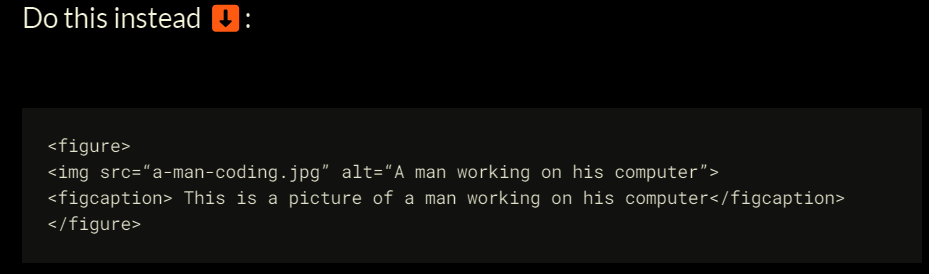 Do this instead ⬇:
<figure>
<img src=“a-man-coding.jpg” alt=“A man working on his computer”>
<figcaption> This is a picture of a man working on his computer</figcaption>
</figure>